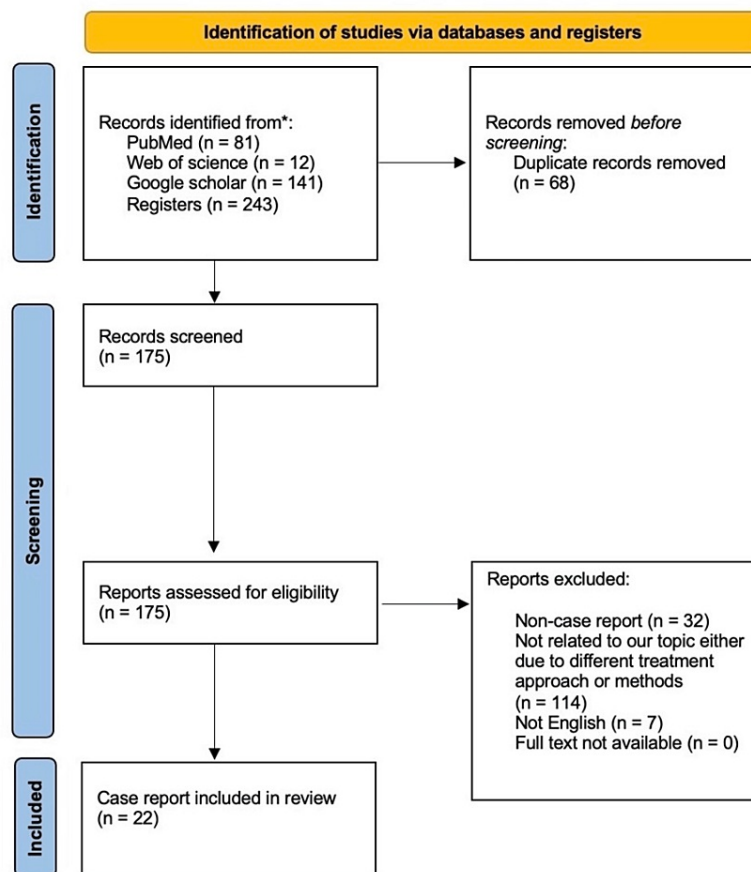 Identification of studies via databases and registers
Identification
Records identified from*:
PubMed (n = 81)
Web of science (n = 12)
Google scholar (n = 141)
Registers (n = 243)
Records removed before
screening:
Duplicate records removed
(n = 68)
Screening
Records screened
(n = 175)
Reports assessed for eligibility
(n = 175)
Reports excluded:
Non-case report (n = 32)
Not related to our topic either
due to different treatment
approach or methods
(n = 114)
Not English (n = 7)
Full text not available (n = 0)
Included
Case report included in review
(n = 22)